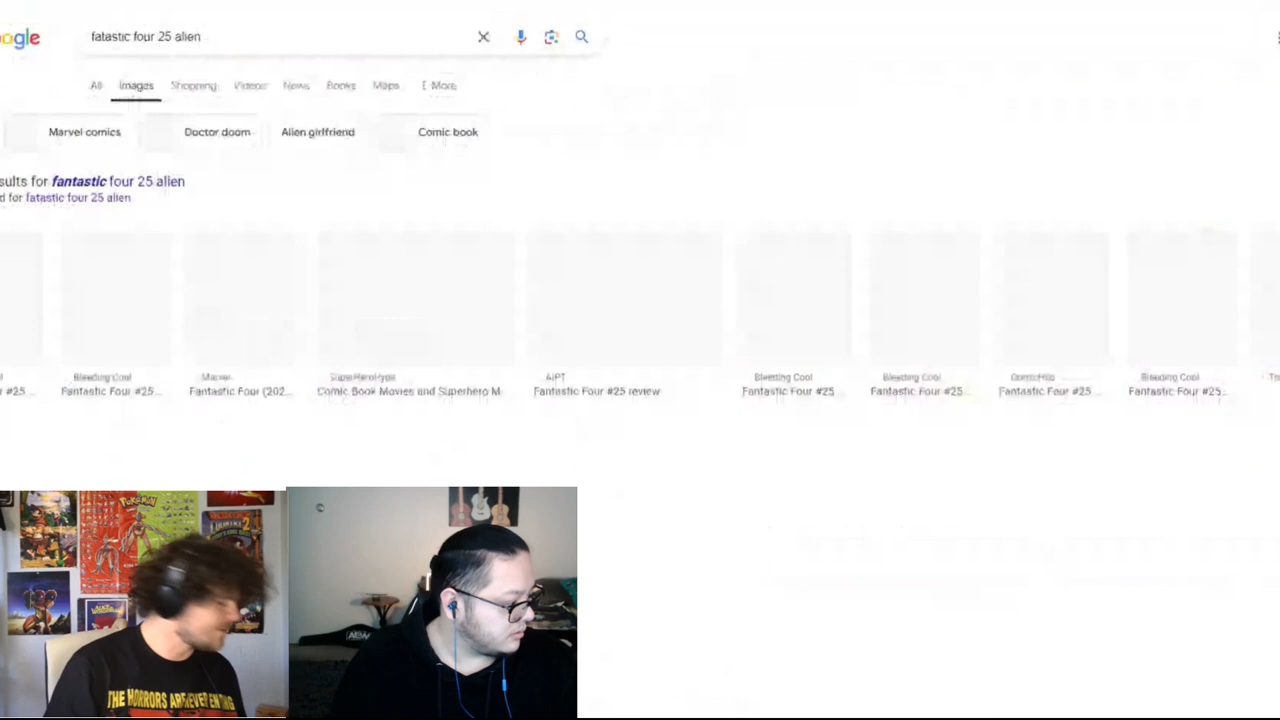 ogle
fatastic four 25 alien
All Images Shopping Videos News Books Maps More
Marvel comics Doctor doom Alien girlfriend Comic book
sults for fantastic four 25 alien
d for fatastic four 25 alien
Bleeding Cool Marvel SuperHeroHype AIPT Bleeding Cool Bleeding Cool ComicHub Bleeding Cool
r #25 ... Fantastic Four #25 ... Fantastic Four (202... Comic Book Movies and Superhero M Fantastic Four #25 review Fantastic Four #25 ... Fantastic Four #25 ... Fantastic Four #25 ... Fantastic Four #25 ...
POKéMON
THE HORRORS ARE NEVER ENDING